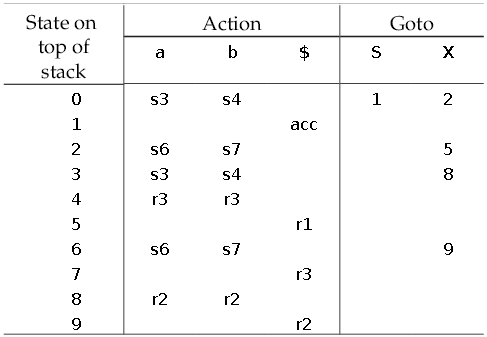 State on Action Goto
top of
stack a b $ S X
0 s3 s4 1 2
1 acc
2 s6 s7 5
3 s3 s4 8
4 r3 r3
5 r1
6 s6 s7 9
7 r3
8 r2 r2
9 r2